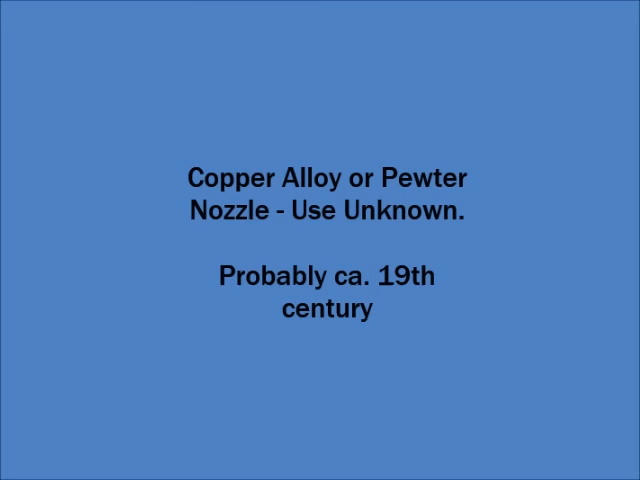 Copper Alloy or Pewter
Nozzle - Use Unknown.
Probably ca. 19th
century